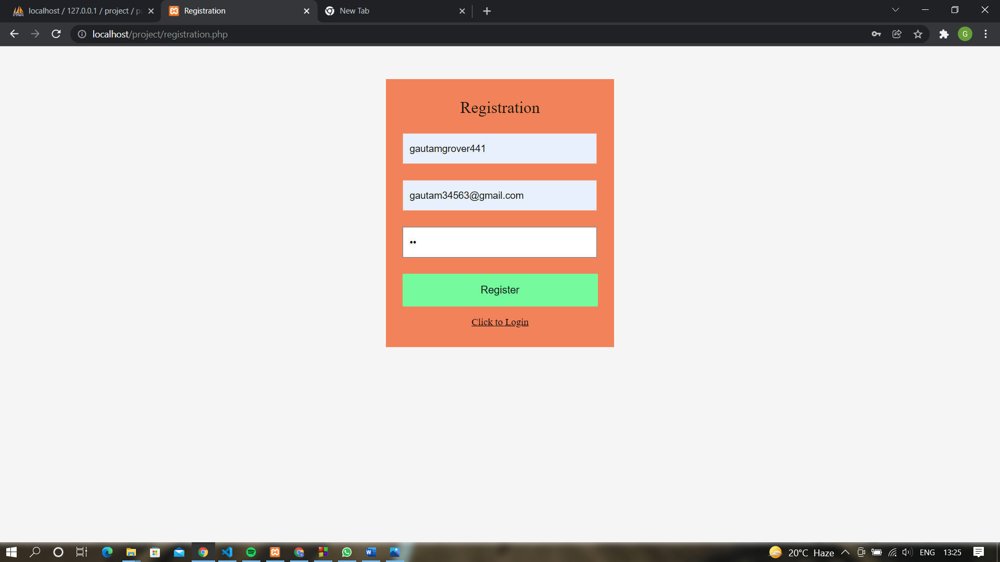 localhost / 127.0.0.1 / project / pa
Registration
New Tab
localhost/project/registration.php
G
Registration
gautamgrover441
gautam34563@gmail.com
••
Register
Click to Login
20°C Haze
ENG
13:25